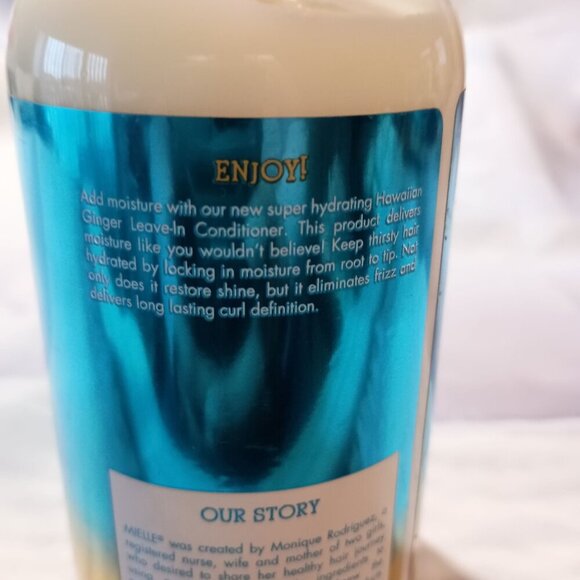 ENJOY!
Add moisture with our new super hydrating Hawaiian
Ginger Leave-In Conditioner. This product delivers
moisture like you wouldn't believe! Keep thirsty hair
hydrated by locking in moisture from root to tip. Not
only does it restore shine, but it eliminates frizz and
delivers long lasting curl definition.
OUR STORY
MIELLE® was created by Monique Rodriguez, a
registered nurse, wife and mother of two girls,
who desired to share her healthy hair journey
ingredients to